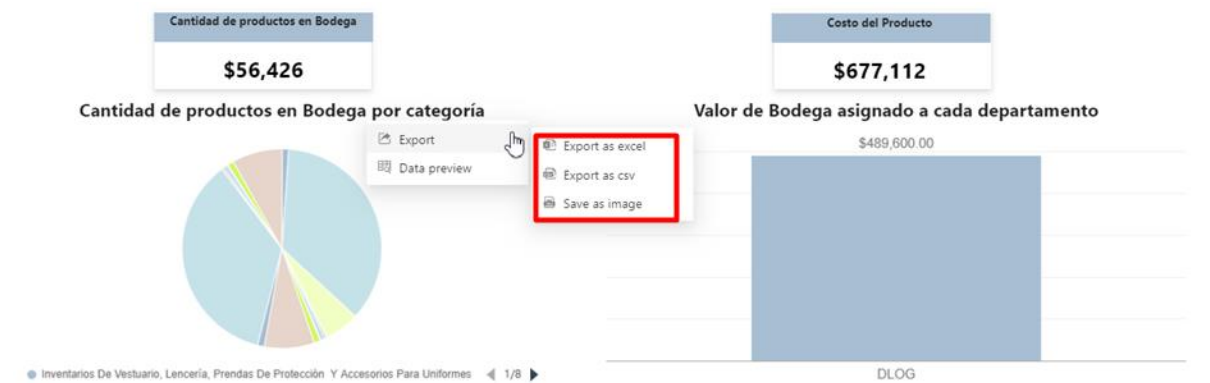 Cantidad de productos en Bodega
$56,426
Costo del Producto
$677,112
Cantidad de productos en Bodega por categoría
Valor de Bodega asignado a cada departamento
Export
Data preview
Export as excel
Export as csv
Save as image
$489,600.00
Inventarios De Vestuario, Lencería, Prendas De Protección Y Accesorios Para Uniformes
1/8
DLOG